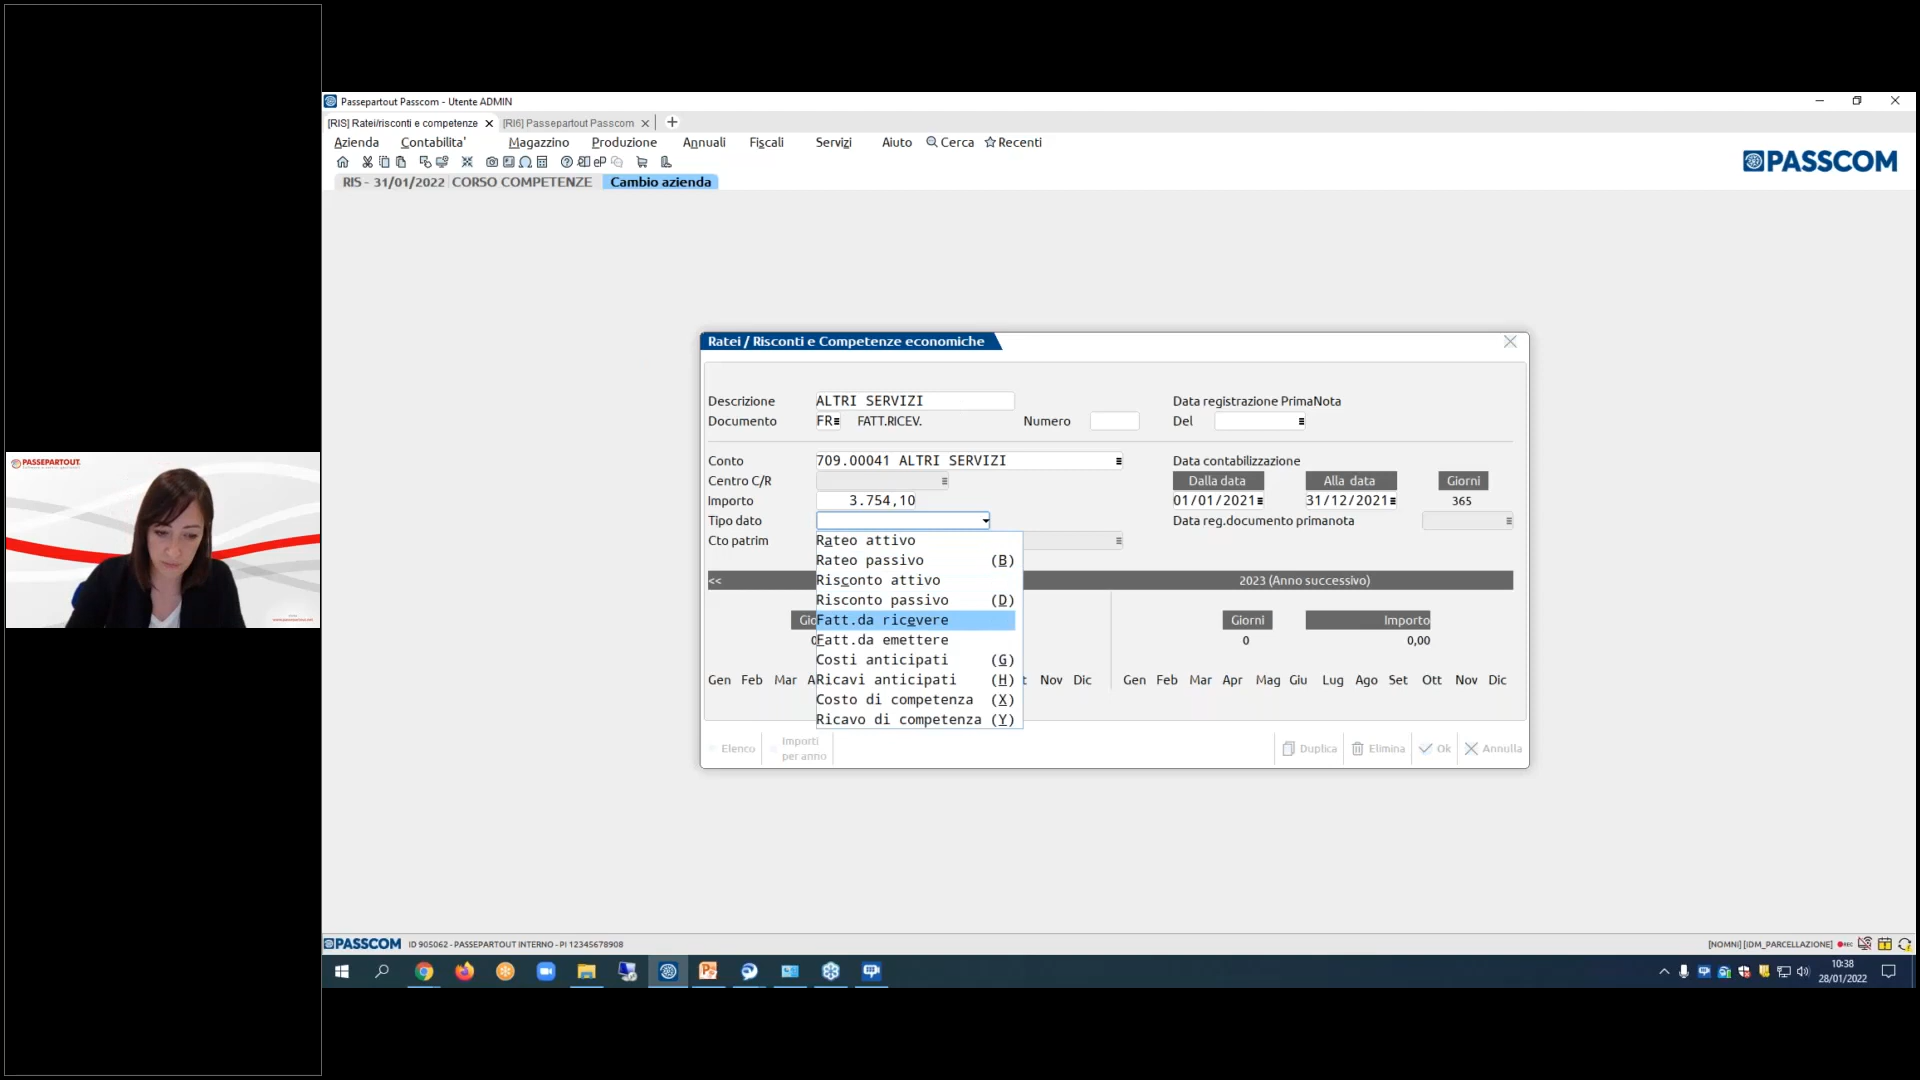 Passepartout Passcom - Utente ADMIN
[RIS] Ratei/risconti e competenze [RI6] Passepartout Passcom
Azienda Contabilita' Magazzino Produzione Annuali Fiscali Servizi Aiuto Cerca Recenti
PASSCOM
RIS - 31/01/2022 CORSO COMPETENZE Cambio azienda
Ratei / Risconti e Competenze economiche
Descrizione ALTRI SERVIZI Data registrazione PrimaNota
Documento FR FATT.RICEV. Numero Del
Conto 709.00041 ALTRI SERVIZI Data contabilizzazione
Centro C/R Dalla data Alla data Giorni
Importo 3.754,10 01/01/2021 31/12/2021 365
Tipo dato Data reg.documento primanota
Cto patrim
Rateo attivo
Rateo passivo (B)
Risconto attivo
Risconto passivo (D)
Fatt.da ricevere
Fatt.da emettere
Costi anticipati (G)
Ricavi anticipati (H)
Costo di competenza (X)
Ricavo di competenza (Y)
<< 2023 (Anno successivo)
Gio Giorni Importo
0 0 0,00
Gen Feb Mar A t Nov Dic Gen Feb Mar Apr Mag Giu Lug Ago Set Ott Nov Dic
Elenco Importi per anno Duplica Elimina Ok Annulla
PASSEPARTOUT
PASSCOM ID 905062 - PASSEPARTOUT INTERNO - PI 12345678908 [NOMNI] [IDM_PARCELLAZIONE] REC
10:38
28/01/2022